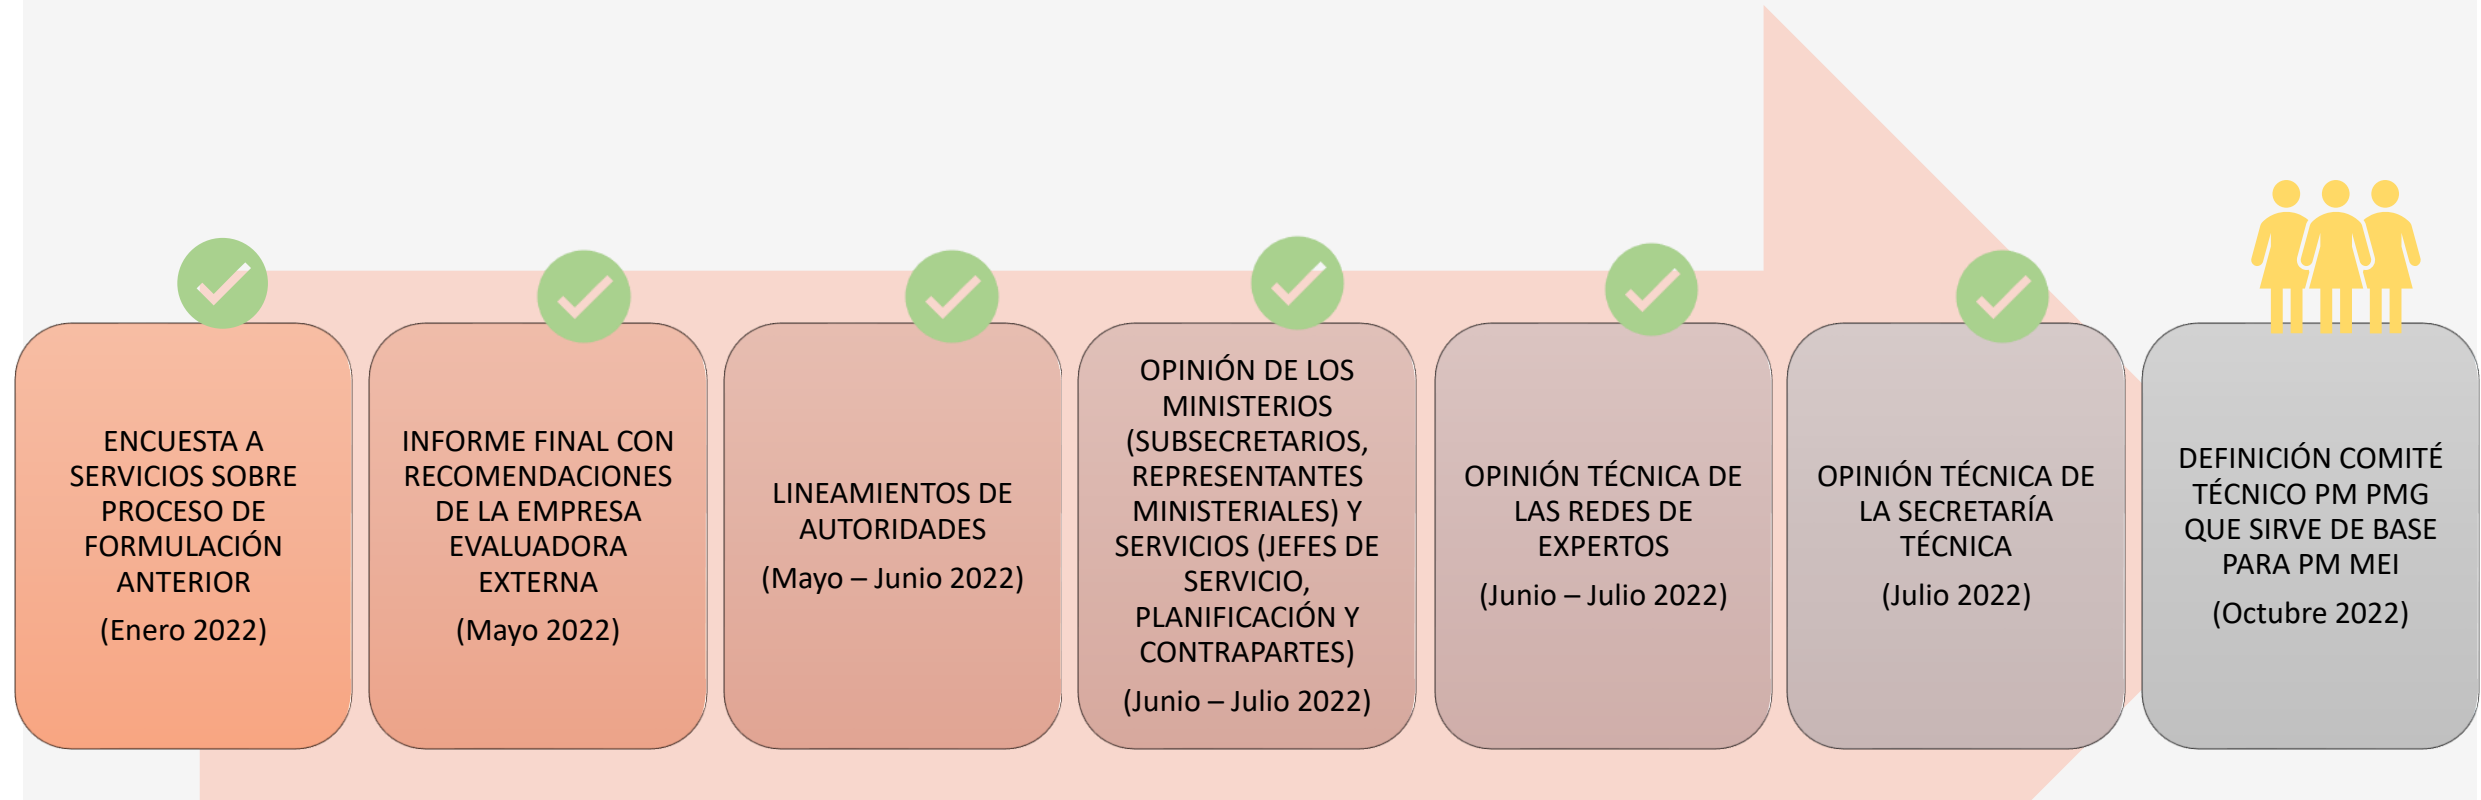 ENCUESTA A
SERVICIOS SOBRE
PROCESO DE
FORMULACIÓN
ANTERIOR
(Enero 2022)
INFORME FINAL CON
RECOMENDACIONES
DE LA EMPRESA
EVALUADORA
EXTERNA
(Mayo 2022)
LINEAMIENTOS DE
AUTORIDADES
(Mayo – Junio 2022)
OPINIÓN DE LOS
MINISTERIOS
(SUBSECRETARIOS,
REPRESENTANTES
MINISTERIALES) Y
SERVICIOS (JEFES DE
SERVICIO,
PLANIFICACIÓN Y
CONTRAPARTES)
(Junio – Julio 2022)
OPINIÓN TÉCNICA DE
LAS REDES DE
EXPERTOS
(Junio – Julio 2022)
OPINIÓN TÉCNICA DE
LA SECRETARÍA
TÉCNICA
(Julio 2022)
DEFINICIÓN COMITÉ
TÉCNICO PM PMG
QUE SIRVE DE BASE
PARA PM MEI
(Octubre 2022)